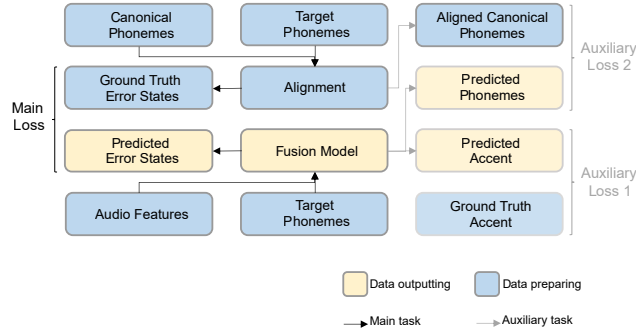 Canonical
Phonemes
Target
Phonemes
Aligned Canonical
Phonemes
Auxiliary
Loss 2
Main
Loss
Ground Truth
Error States
Alignment
Predicted
Phonemes
Predicted
Error States
Fusion Model
Predicted
Accent
Auxiliary
Loss 1
Audio Features
Target
Phonemes
Ground Truth
Accent
Data outputting
Data preparing
Main task
Auxiliary task